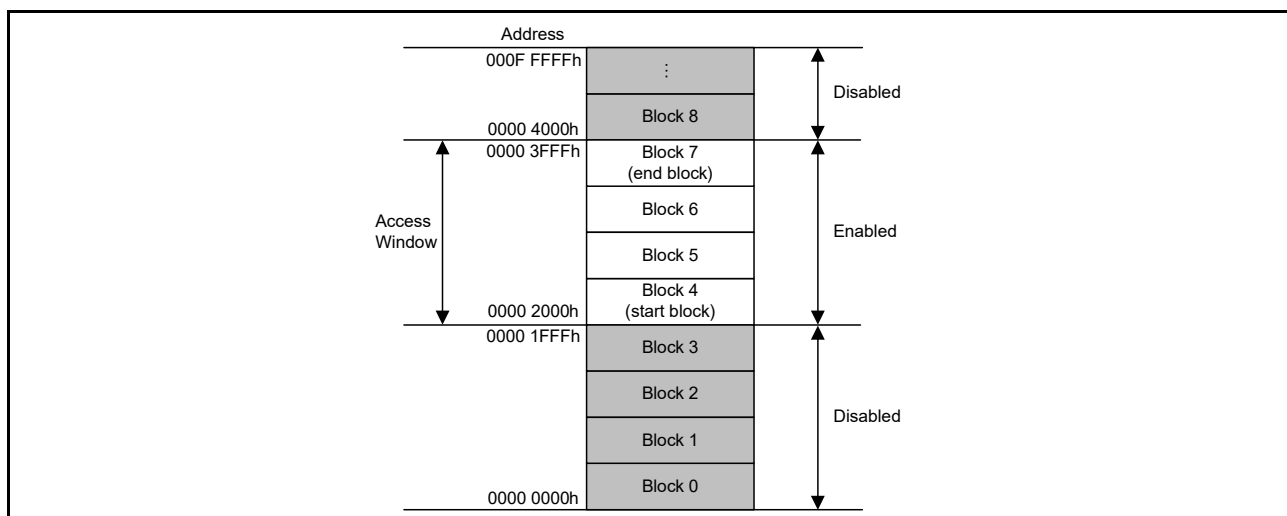 Address
000F FFFFh
⋮
Disabled
Block 8
0000 4000h
0000 3FFFh
Block 7
(end block)
Block 6
Access
Window
Enabled
Block 5
Block 4
(start block)
0000 2000h
0000 1FFFh
Block 3
Block 2
Disabled
Block 1
Block 0
0000 0000h